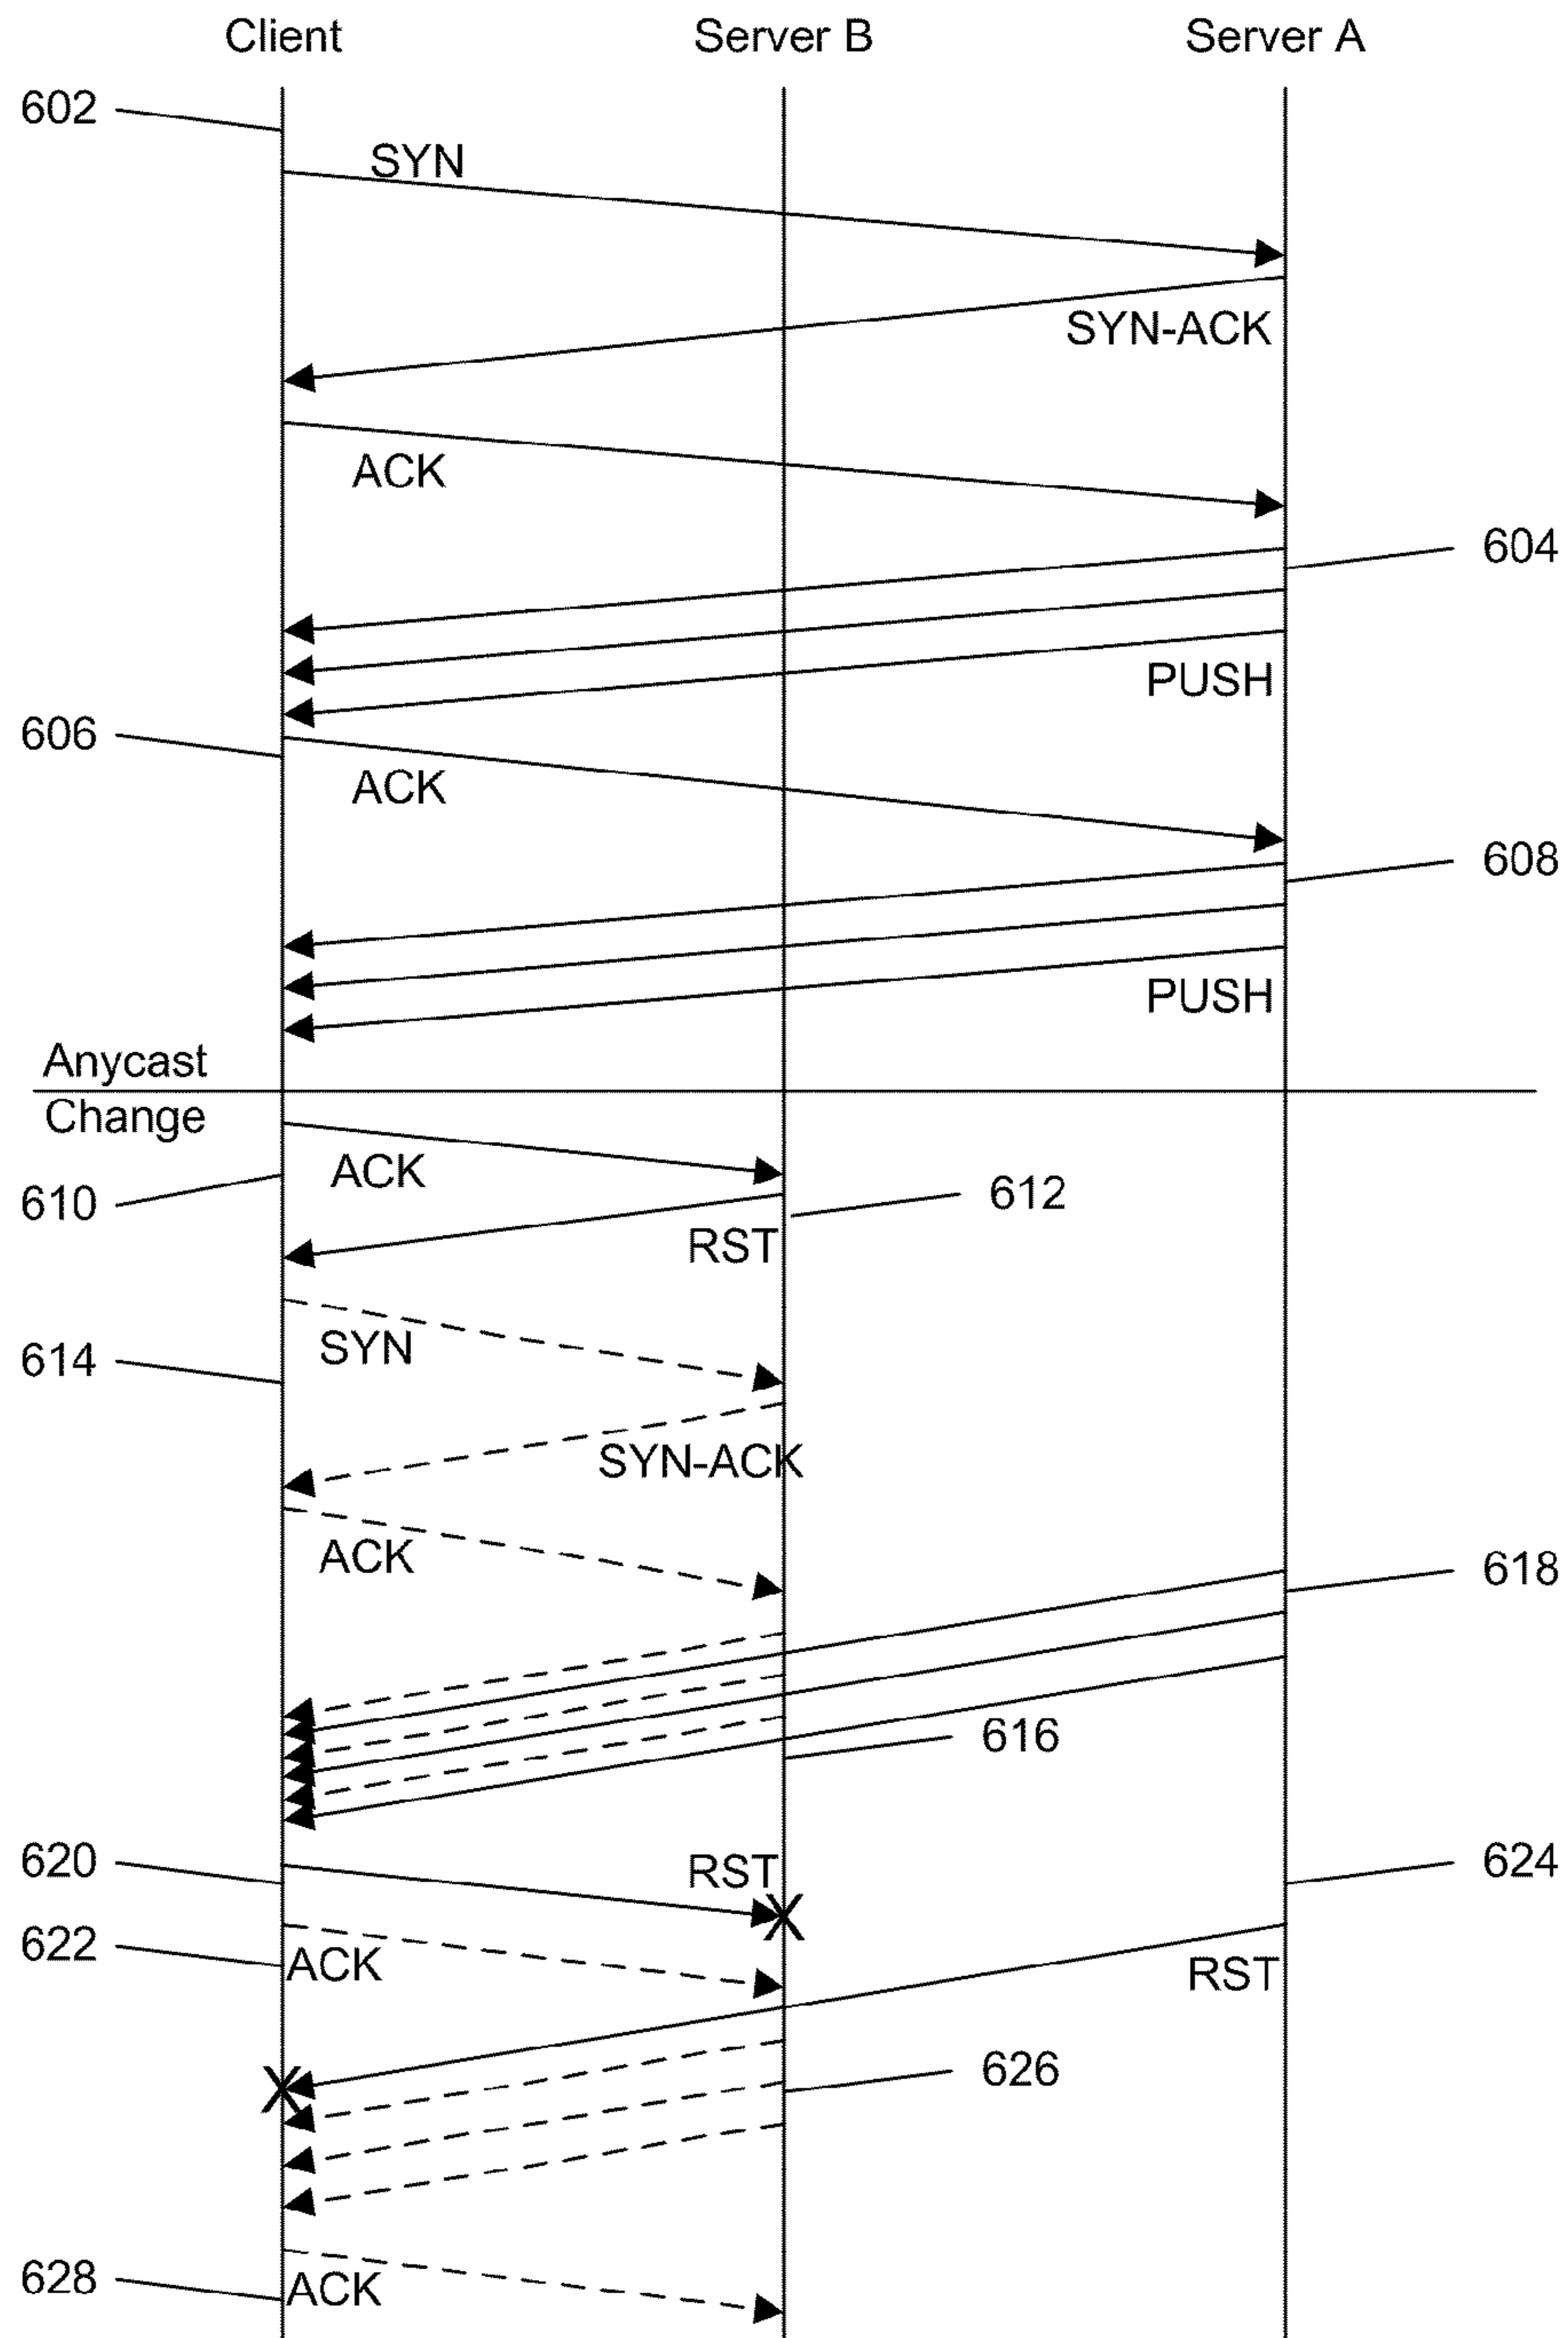 Client Server B Server A
602
SYN
SYN-ACK
ACK
604
PUSH
606
ACK
608
PUSH
Anycast
Change
ACK
610
612
RST
614
SYN
SYN-ACK
ACK
618
616
620
RST
624
622
ACK
RST
626
628
ACK